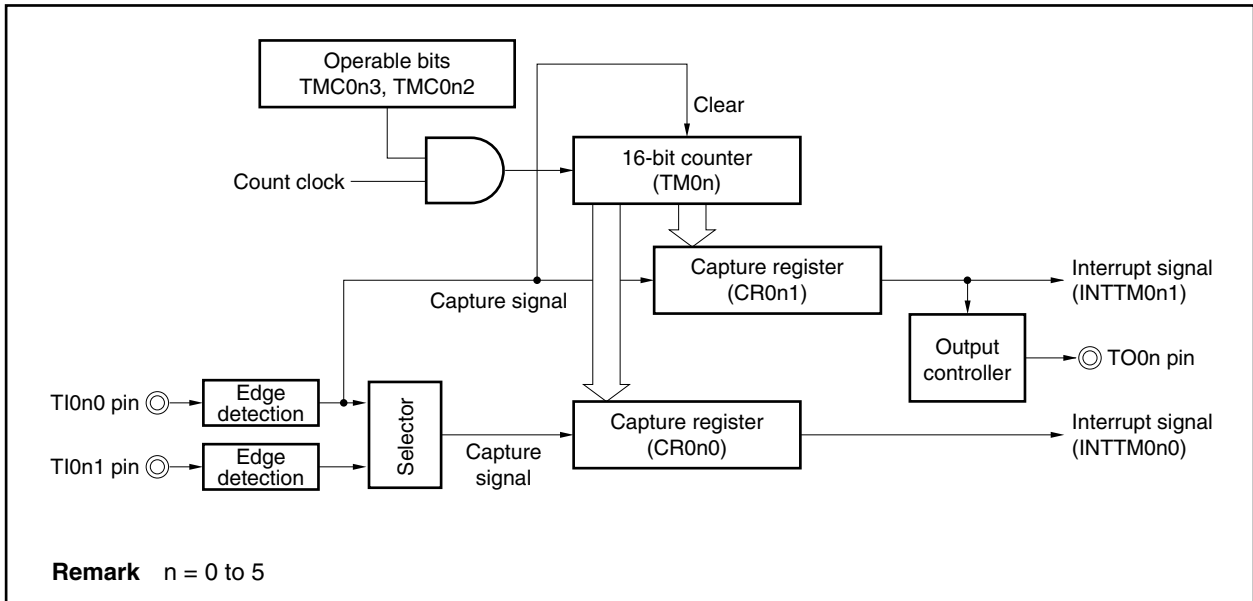 Operable bits
TMC0n3, TMC0n2
Clear
16-bit counter
(TM0n)
Count clock
Capture register
(CR0n1)
Interrupt signal
(INTTM0n1)
Capture signal
Output
controller
TO0n pin
TI0n0 pin
Edge
detection
Selector
Capture register
(CR0n0)
Interrupt signal
(INTTM0n0)
TI0n1 pin
Edge
detection
Capture
signal
Remark n = 0 to 5